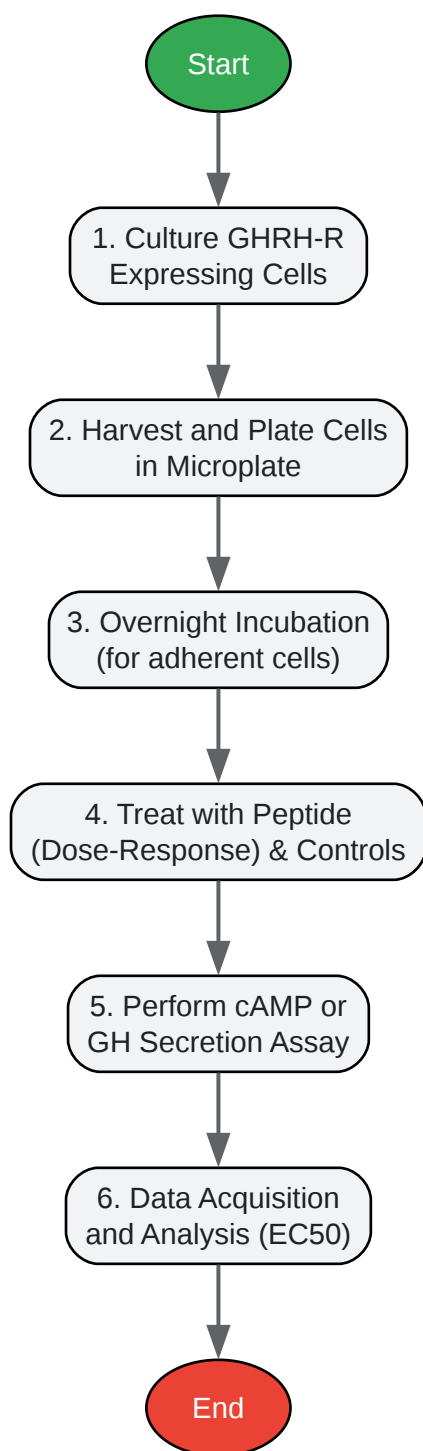 Start
1. Culture GHRH-R
Expressing Cells
2. Harvest and Plate Cells
in Microplate
3. Overnight Incubation
(for adherent cells)
4. Treat with Peptide
(Dose-Response) & Controls
5. Perform cAMP or
GH Secretion Assay
6. Data Acquisition
and Analysis (EC50)
End